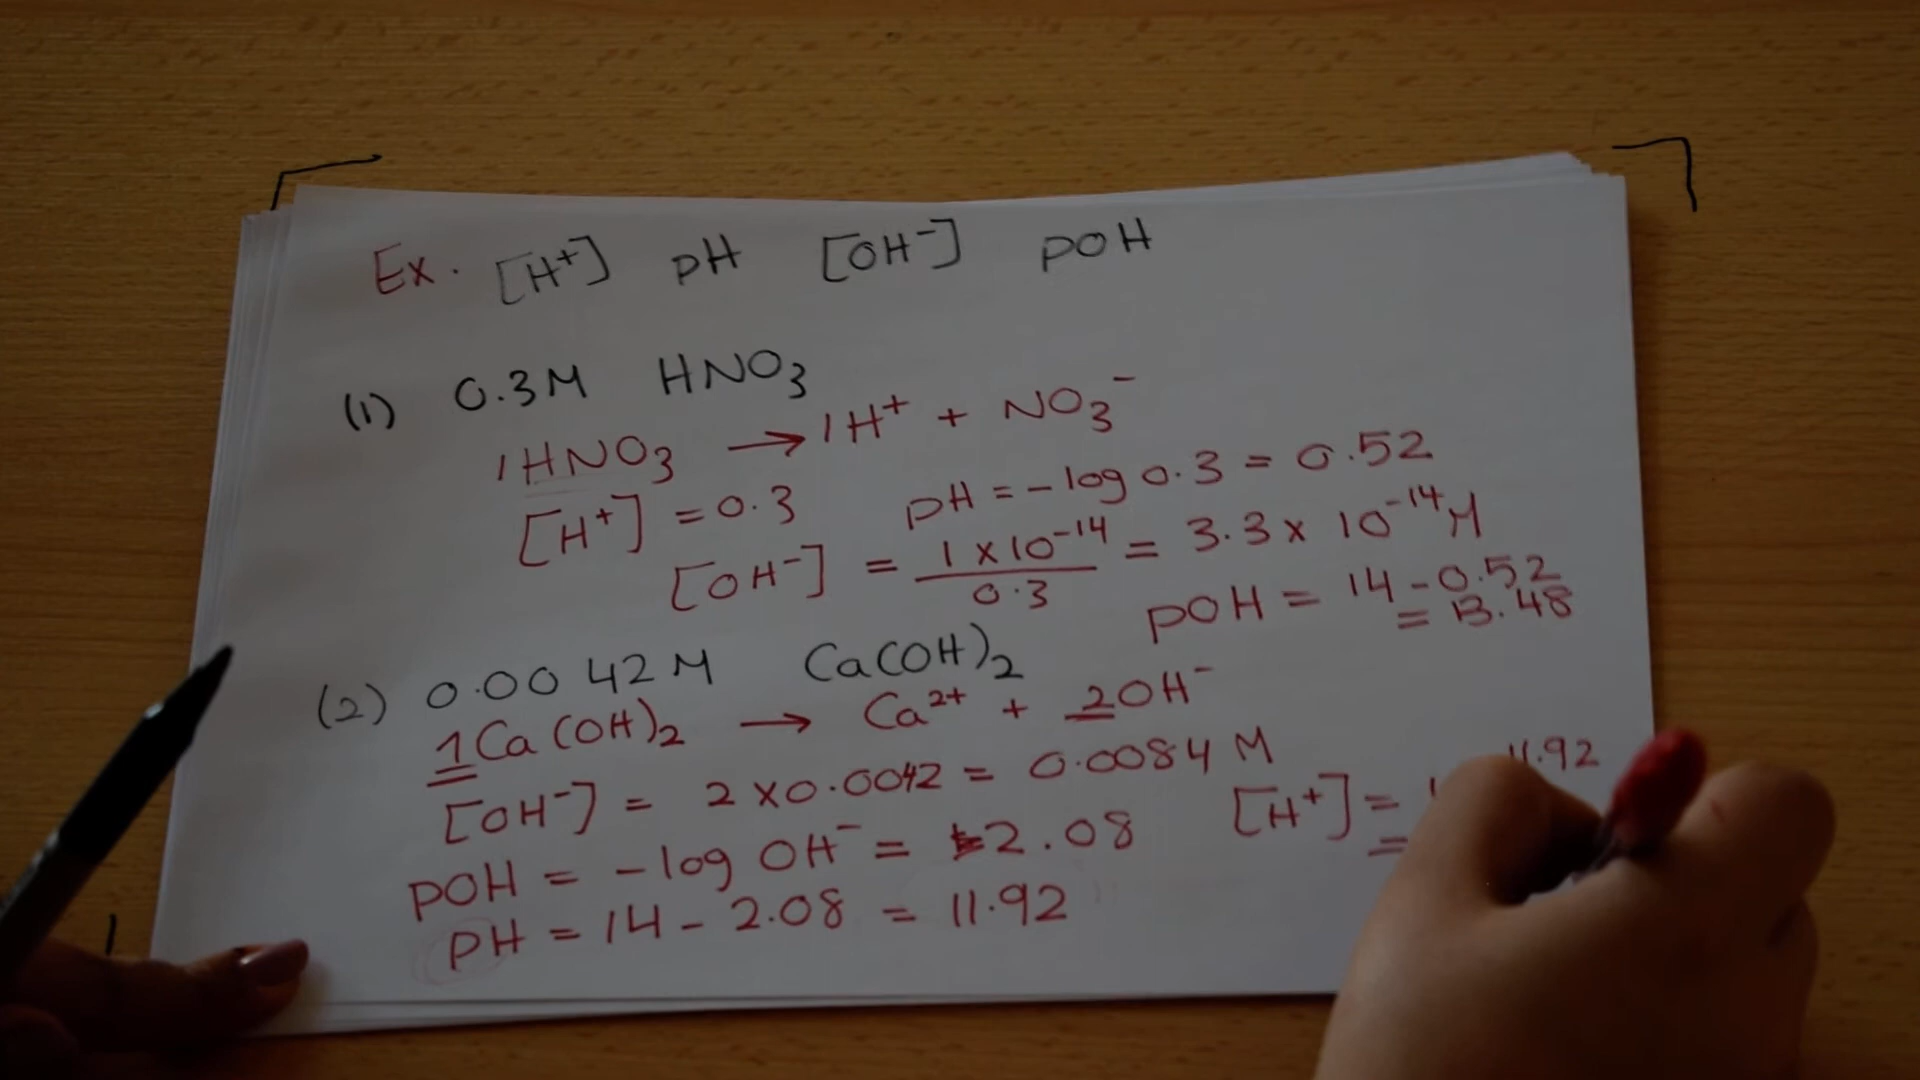 Ex. [H⁺] pH [OH⁻] pOH
(1) 0.3M HNO₃
1HNO₃ → 1H⁺ + NO₃⁻
[H⁺] = 0.3 pH = -log 0.3 = 0.52
[OH⁻] = 1 x 10⁻¹⁴ / 0.3 = 3.3 x 10⁻¹⁴ M
pOH = 14 - 0.52
= 13.48
(2) 0.0042M Ca(OH)₂
1Ca(OH)₂ → Ca²⁺ + 2OH⁻
[OH⁻] = 2 x 0.0042 = 0.0084 M
pOH = -log OH⁻ = 2.08
pH = 14 - 2.08 = 11.92
[H⁺] = 11.92
=